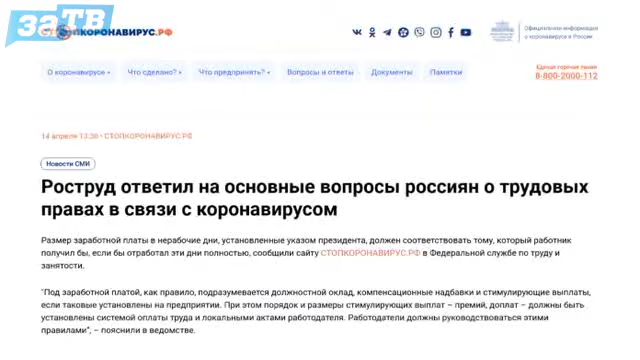 заТВ
СТОПКОРОНАВИРУС.РФ
Официальная информация
о коронавирусе в России
О коронавирусе Что сделано? Что предпринять? Вопросы и ответы Документы Памятки
Единая горячая линия
8-800-2000-112
14 апреля 13:36 • СТОПКОРОНАВИРУС.РФ
Новости СМИ
Роструд ответил на основные вопросы россиян о трудовых
правах в связи с коронавирусом
Размер заработной платы в нерабочие дни, установленные указом президента, должен соответствовать тому, который работник
получил бы, если бы отработал эти дни полностью, сообщили сайту СТОПКОРОНАВИРУС.РФ в Федеральной службе по труду и
занятости.
"Под заработной платой, как правило, подразумевается должностной оклад, компенсационные надбавки и стимулирующие выплаты,
если таковые установлены на предприятии. При этом порядок и размеры стимулирующих выплат – премий, доплат – должны быть
установлены системой оплаты труда и локальными актами работодателя. Работодатели должны руководствоваться этими
правилами", – пояснили в ведомстве.